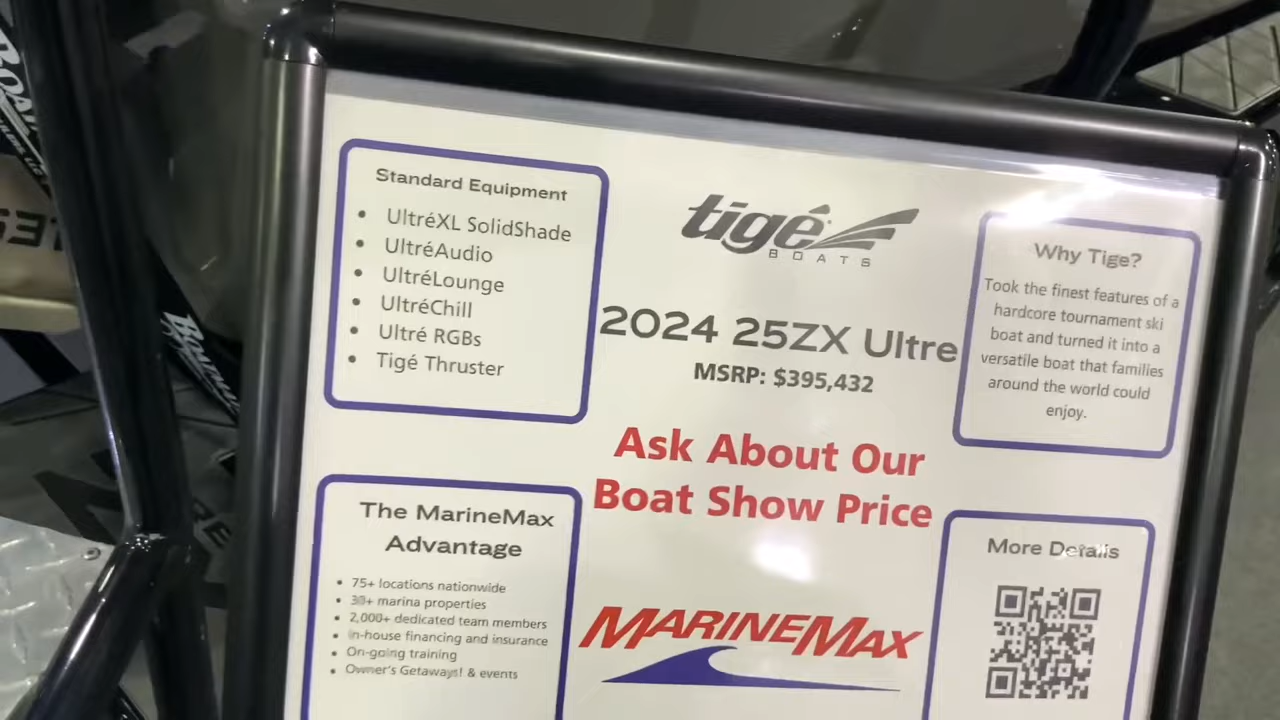 Standard Equipment
• UltréXL SolidShade
• UltréAudio
• UltréLounge
• UltréChill
• Ultré RGBs
• Tigé Thruster
tigé
BOATS
2024 25ZX Ultre
MSRP: $395,432
Ask About Our
Boat Show Price
MARINEMAX
Why Tige?
Took the finest features of a
hardcore tournament ski
boat and turned it into a
versatile boat that families
around the world could
enjoy.
The MarineMax
Advantage
• 75+ locations nationwide
• 30+ marina properties
• 2,000+ dedicated team members
• In-house financing and insurance
• On-going training
• Owner's Getaways! & events
More Details